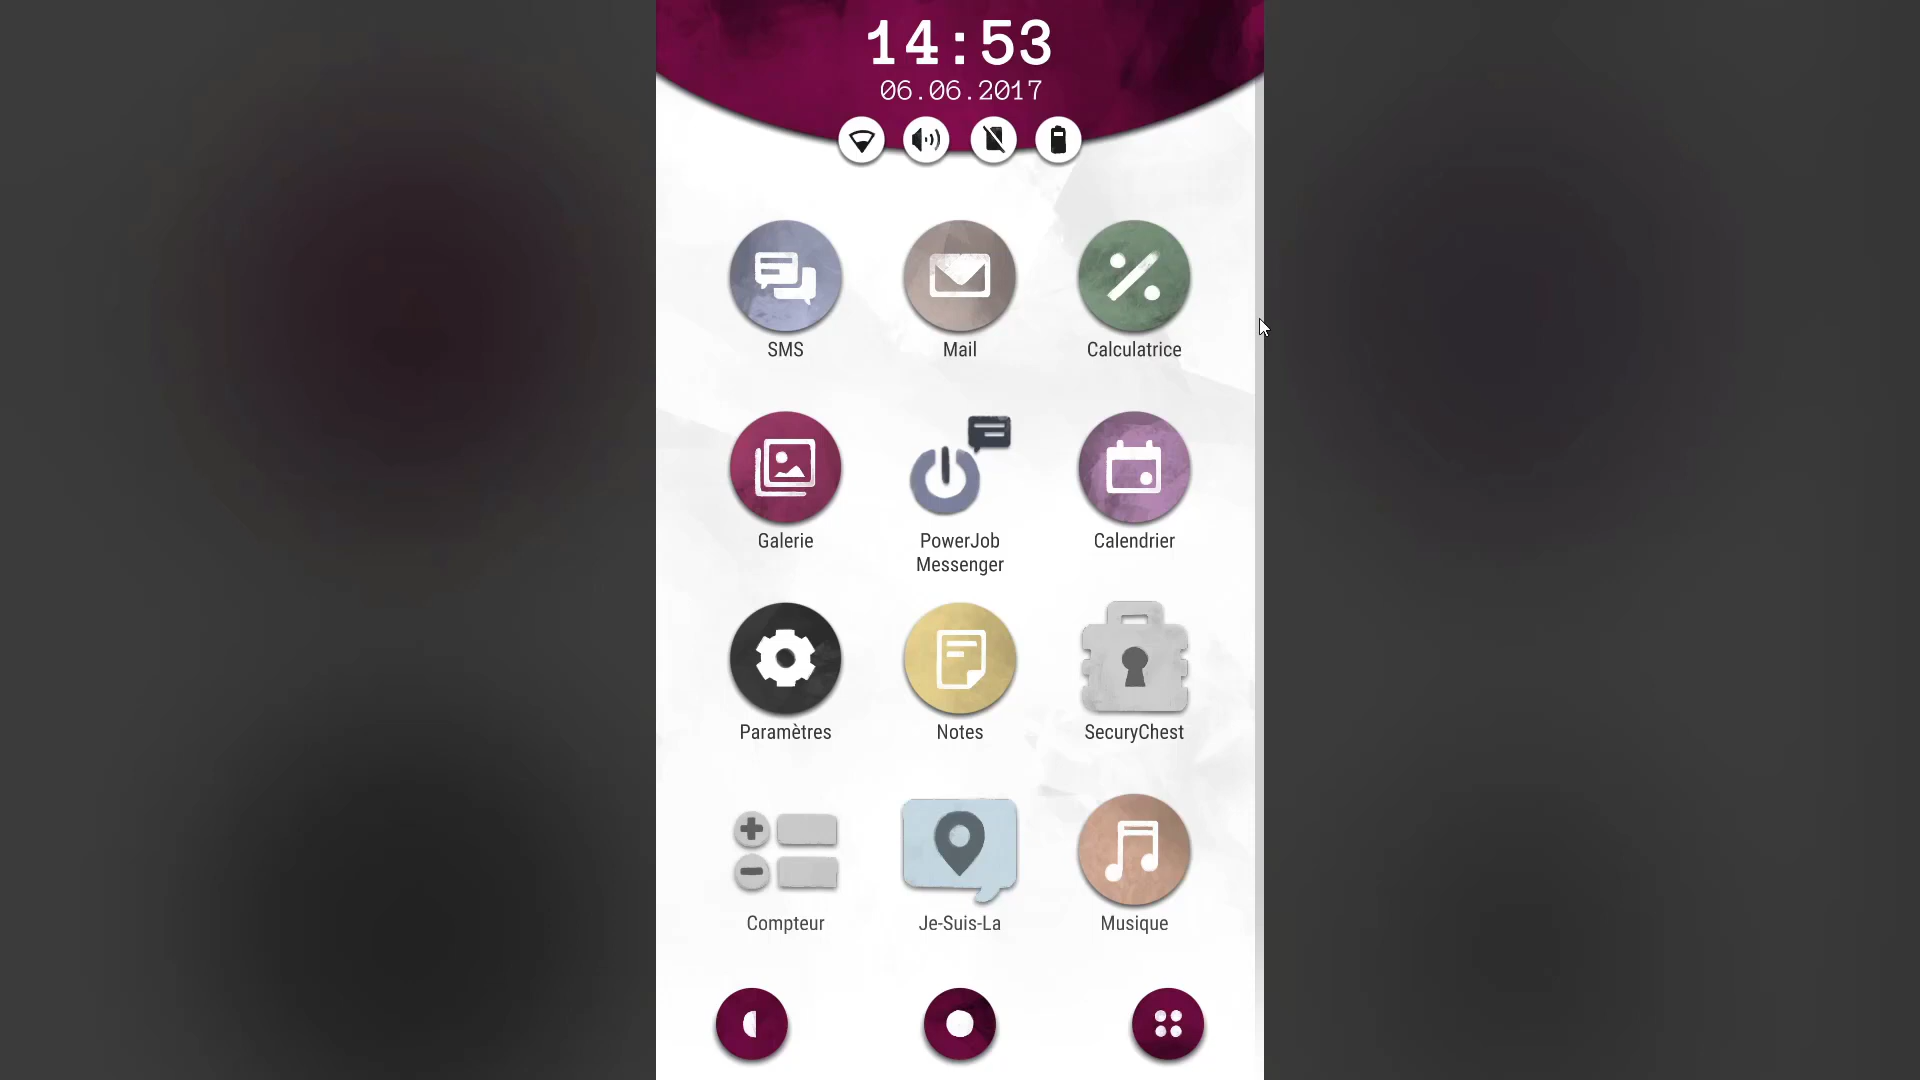 14:53
06.06.2017
SMS
Mail
Calculatrice
Galerie
PowerJob
Messenger
Calendrier
Paramètres
Notes
SecuryChest
Compteur
Je-Suis-La
Musique